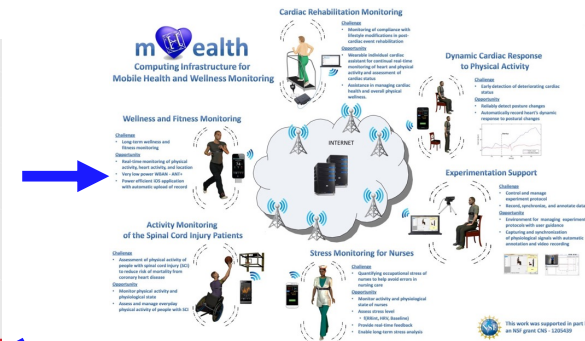 mHealth
Computing Infrastructure for
Mobile Health and Wellness Monitoring
Cardiac Rehabilitation Monitoring
Challenge
• Monitoring of compliance with
lifestyle modifications in post-
cardiac event rehabilitation
Opportunity
• Wearable individual cardiac
assistant for continual real-time
monitoring of heart and physical
activity and assessment of
cardiac status
• Assistance in managing cardiac
health and overall physical
wellness.
Dynamic Cardiac Response
to Physical Activity
Challenge
• Early detection of deteriorating cardiac
status
Opportunity
• Reliably detect posture changes
• Automatically record heart's dynamic
response to postural changes
Wellness and Fitness Monitoring
Challenge
• Long term wellness and
fitness monitoring
Opportunity
• Real-time monitoring of physical
activity, heart activity, and location
• Very low power WBAN - ANT+
• Power efficient iOS application
with automatic upload of record
INTERNET
Experimentation Support
Challenge
• Control and manage
experiment protocol
• Record, synchronize, and annotate data
Opportunity
• Environment for managing experiment
protocols with user guidance
• Capturing and synchronization
of physiological signals with automatic
annotation and video recording
Activity Monitoring
of the Spinal Cord Injury Patients
Challenge
• Assessment of physical activity of
people with spinal cord injury (SCI)
to reduce risk of mortality from
coronary heart disease
Opportunity
• Monitor physical activity and
physiological state
• Assess and manage everyday
physical activity of people with SCI
Stress Monitoring for Nurses
Challenge
• Quantifying occupational stress of
nurses to help avoid errors in
nursing care
Opportunity
• Monitor activity and physiological
state of nurses
• Assess stress level
• Provide real-time feedback
• Enable long-term stress analysis
NSF
This work was supported in part
an NSF grant CNS - 1205439